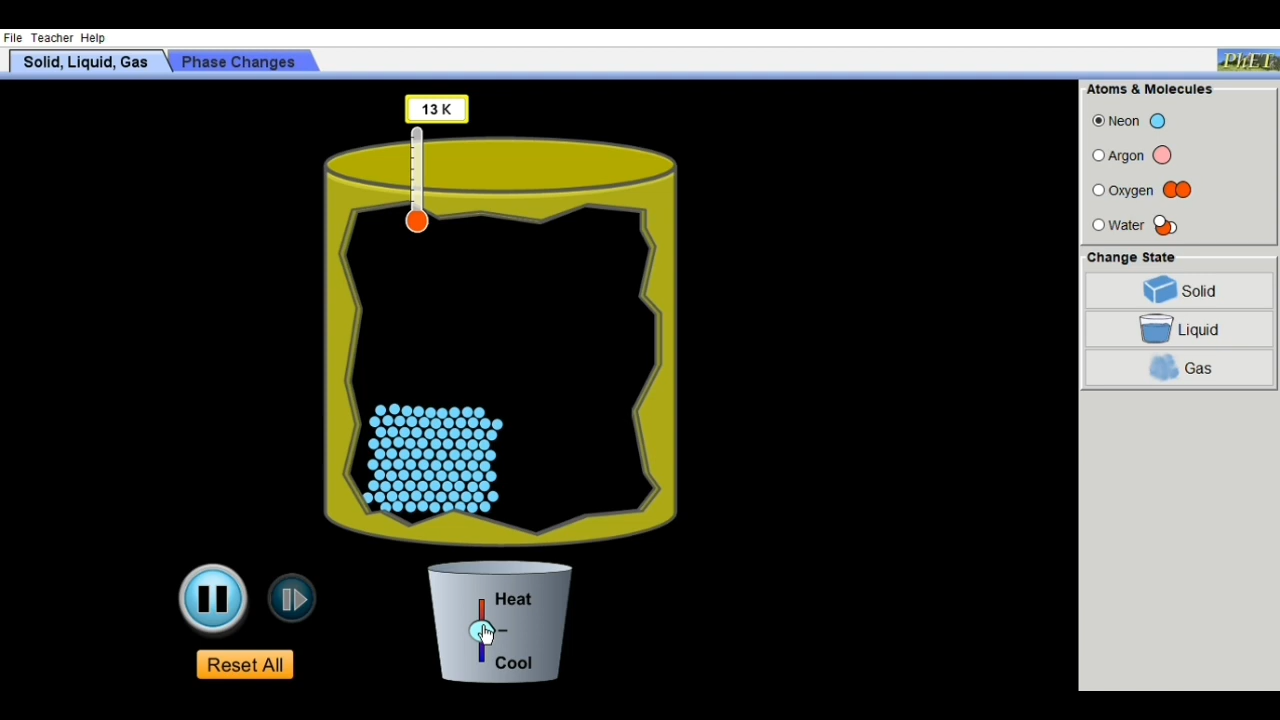 File Teacher Help
Solid, Liquid, Gas
Phase Changes
PhET
13 K
Atoms & Molecules
Neon
Argon
Oxygen
Water
Change State
Solid
Liquid
Gas
Heat
Cool
Reset All